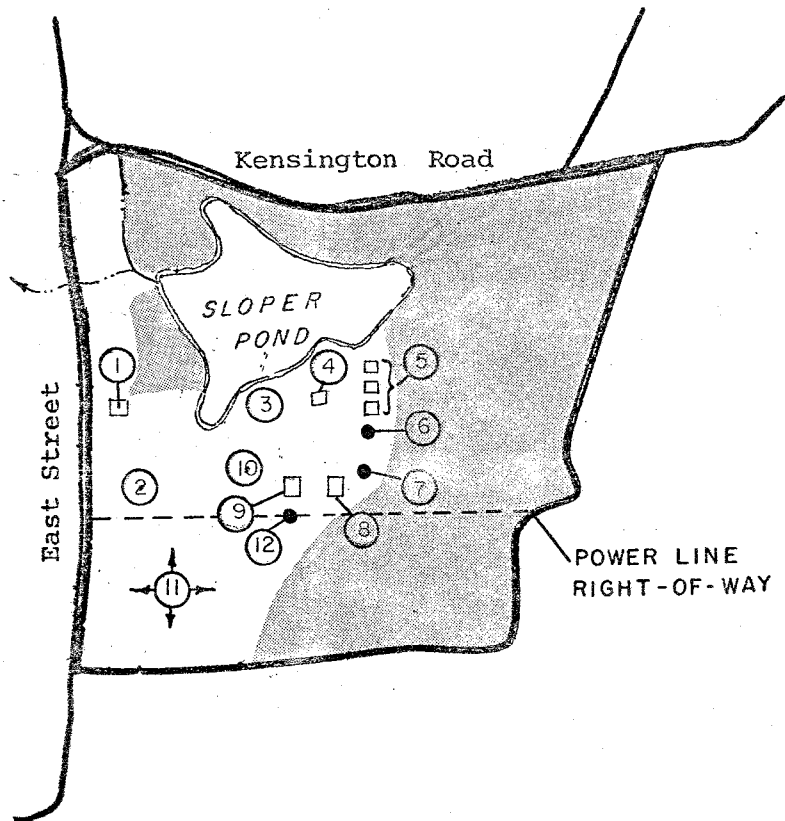 Kensington Road
SLOPER
POND
1
4
5
3
6
10
2
7
9
8
12
East Street
POWER LINE
RIGHT-OF-WAY
11